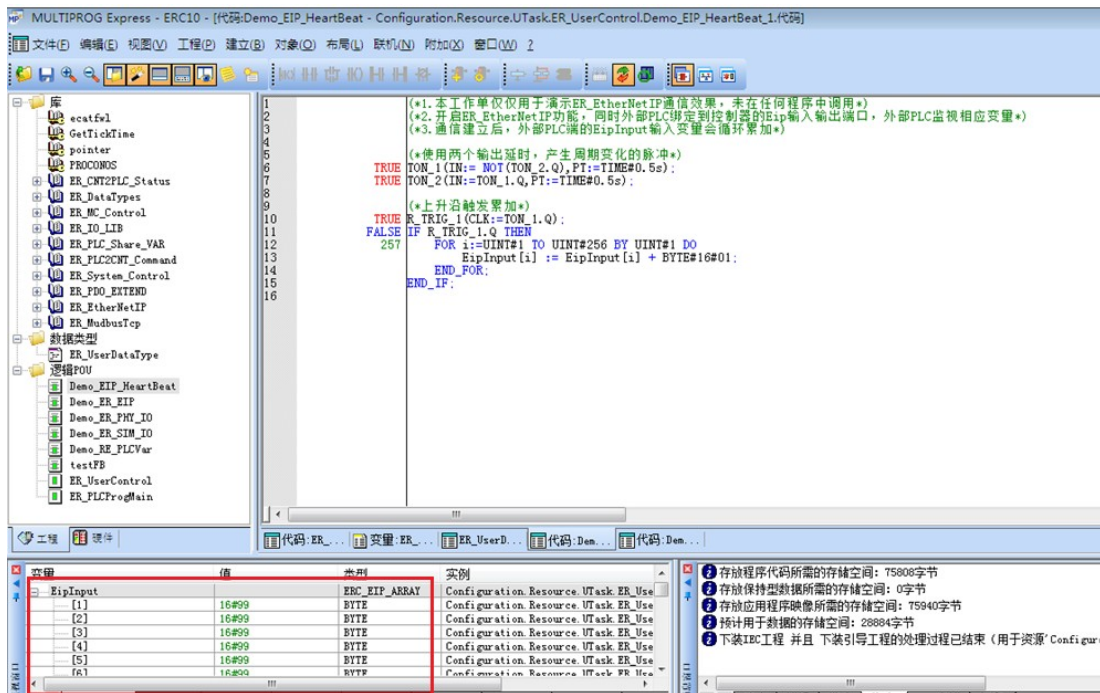 MULTIPROG Express - ERC10 - [代码:Demo_EIP_HeartBeat - Configuration.Resource.UTask.ER_UserControl.Demo_EIP_HeartBeat_1.代码]
文件(F) 编辑(E) 视图(V) 工程(P) 建立(B) 对象(O) 布局(L) 联机(N) 附加(X) 窗口(W) ?
库
ecatfwl
GetTickTime
pointer
PROCONOS
ER_CNT2PLC_Status
ER_DataTypes
ER_MC_Control
ER_IO_LIB
ER_PLC_Share_VAR
ER_PLC2CNT_Command
ER_System_Control
ER_PDO_EXTEND
ER_EtherNetIP
ER_MudbusTcp
数据类型
ER_UserDataType
逻辑POU
Demo_EIP_HeartBeat
Demo_ER_EIP
Demo_ER_PHY_IO
Demo_ER_SIM_IO
Demo_RE_PLCVar
testFB
ER_UserControl
ER_PLCProgMain
工程 硬件
1 (*1.本工作单仅仅用于演示ER_EtherNetIP通信效果，未在任何程序中调用*)
2 (*2.开启ER_EtherNetIP功能，同时外部PLC绑定到控制器的Eip输入输出端口，外部PLC监视相应变量*)
3 (*3.通信建立后，外部PLC端的EipInput输入变量会循环累加*)
4
5 (*使用两个输出延时，产生周期变化的脉冲*)
6 TRUE TON_1(IN:= NOT(TON_2.Q),PT:=TIME#0.5s);
7 TRUE TON_2(IN:=TON_1.Q,PT:=TIME#0.5s);
8
9 (*上升沿触发累加*)
10 TRUE R_TRIG_1(CLK:=TON_1.Q);
11 FALSE IF R_TRIG_1.Q THEN
12 257 FOR i:=UINT#1 TO UINT#256 BY UINT#1 DO
13 EipInput[i] := EipInput[i] + BYTE#16#01;
14 END_FOR;
15 END_IF;
16
代码:ER_... 变量:ER_... ER_UserD... 代码:Dem... 代码:Dem...
变量 值 类型 实例
EipInput ERC_EIP_ARRAY Configuration.Resource.UTask.ER_Use
[1] 16#99 BYTE Configuration.Resource.UTask.ER_Use
[2] 16#99 BYTE Configuration.Resource.UTask.ER_Use
[3] 16#99 BYTE Configuration.Resource.UTask.ER_Use
[4] 16#99 BYTE Configuration.Resource.UTask.ER_Use
[5] 16#99 BYTE Configuration.Resource.UTask.ER_Use
[6] 16#99 BYTE Configuration.Resource.UTask.ER_Use
存放程序代码所需的存储空间: 75808字节
存放保持型数据所需的存储空间: 0字节
存放应用程序映像所需的存储空间: 75940字节
预计用于数据的存储空间: 28884字节
下装IEC工程 并且 下装引导工程的处理过程已结束 (用于资源'Configur